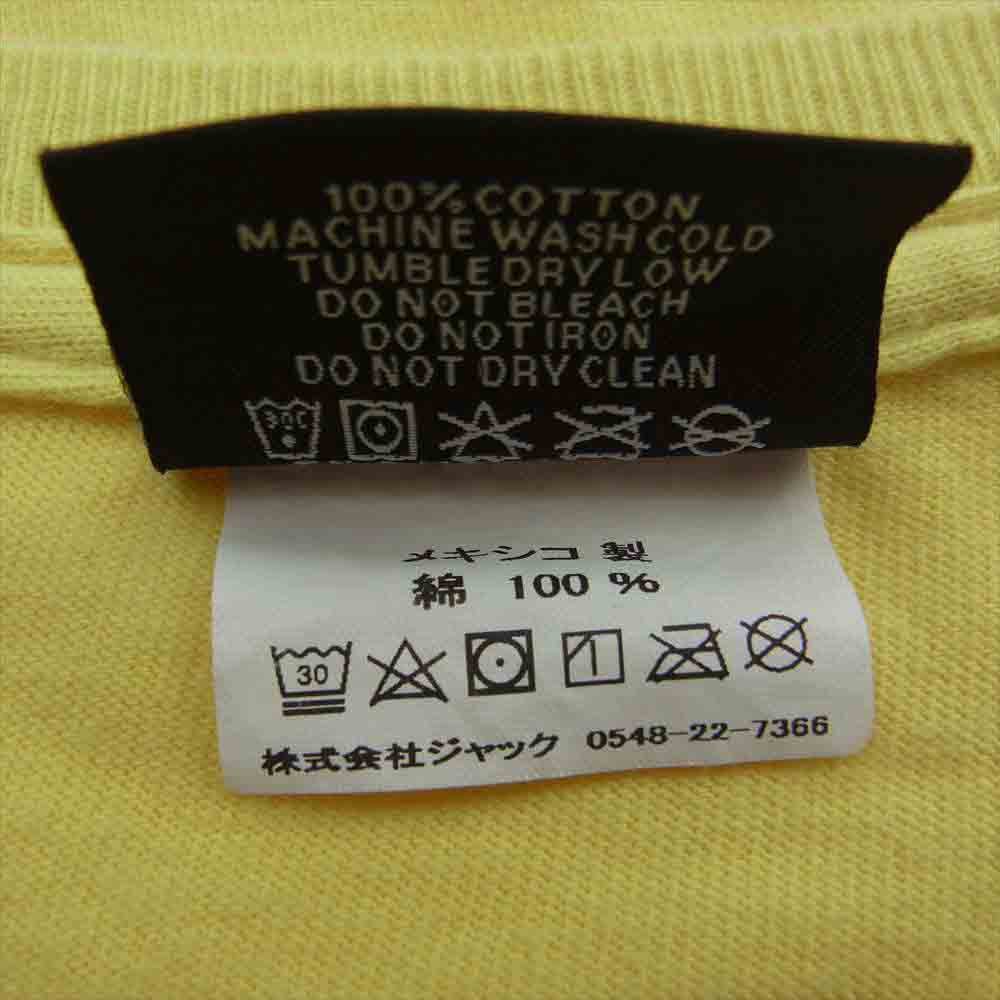 100% COTTON
MACHINE WASH COLD
TUMBLE DRY LOW
DO NOT BLEACH
DO NOT IRON
DO NOT DRY CLEAN
30C
メキシコ 製
綿 100 %
30
株式会社ジャック 0548-22-7366